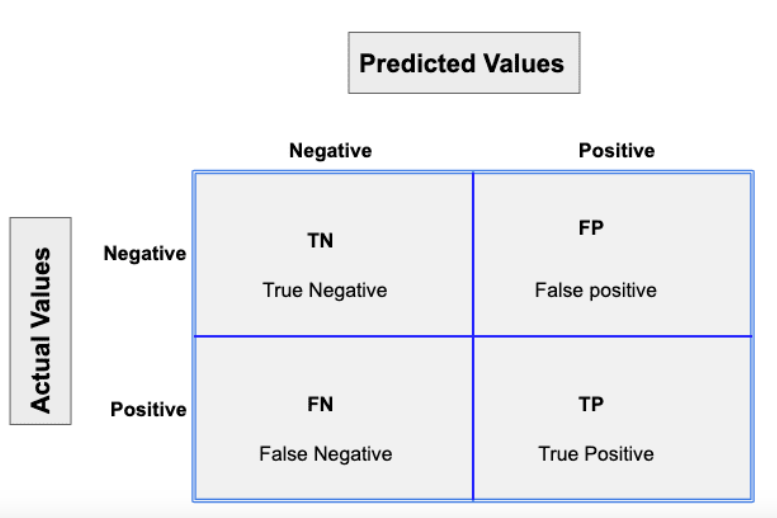 Predicted Values
Negative Positive
Actual Values
Negative
TN
True Negative
FP
False positive
Positive
FN
False Negative
TP
True Positive